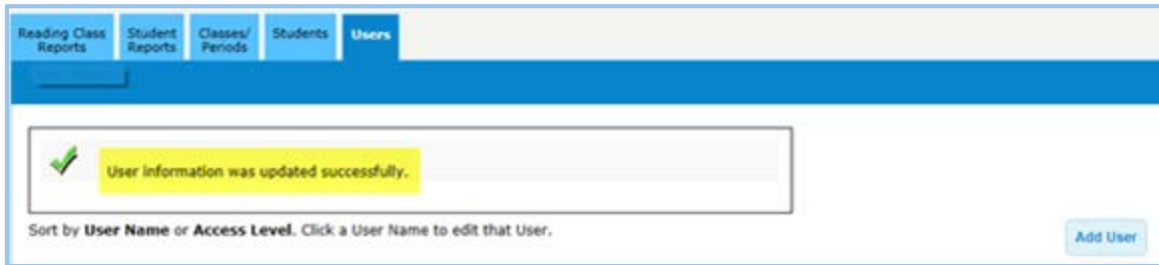 Reading Class
Reports
Student
Reports
Classes/
Periods
Students
Users
User information was updated successfully.
Sort by User Name or Access Level. Click a User Name to edit that User.
Add User